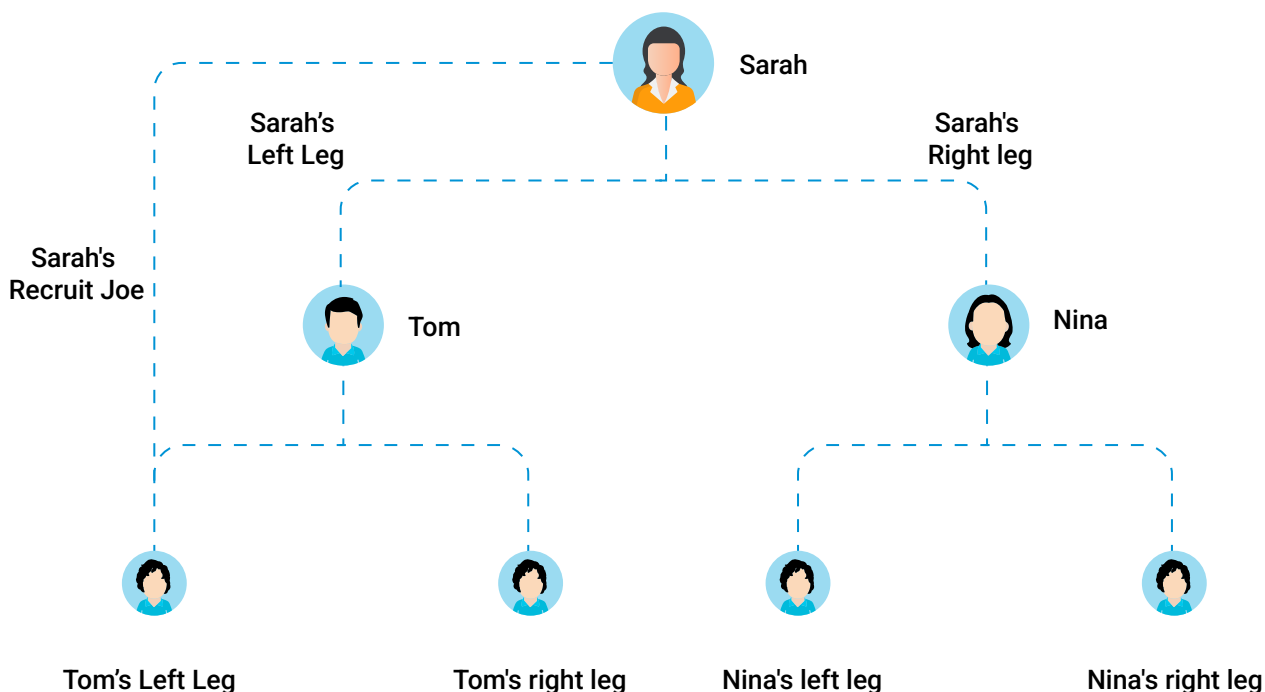 Sarah
Sarah’s
Left Leg
Sarah's
Right leg
Sarah's
Recruit Joe
Tom
Nina
Tom’s Left Leg
Tom's right leg
Nina's left leg
Nina's right leg